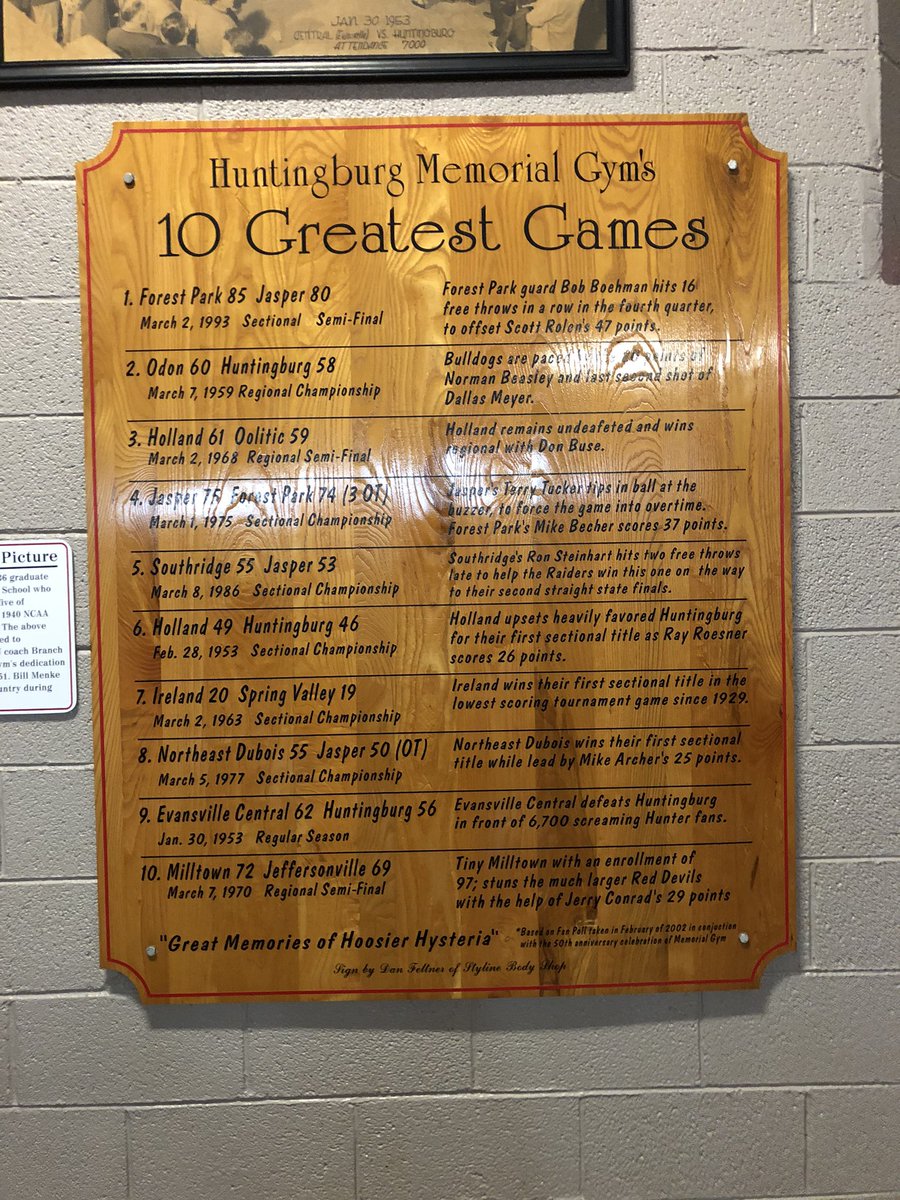 JAN 30 1953
CENTRAL (Evansville) VS. HUNTINGBURG
ATTENDANCE 7000
Huntingburg Memorial Gym's
10 Greatest Games
1. Forest Park 85 Jasper 80
March 2, 1993 Sectional Semi-Final
Forest Park guard Bob Boehman hits 16
free throws in a row in the fourth quarter,
to offset Scott Rolen's 47 points.
2. Odon 60 Huntingburg 58
March 7, 1959 Regional Championship
Bulldogs are paced points of
Norman Beasley and last second shot of
Dallas Meyer.
3. Holland 61 Oolitic 59
March 2, 1968 Regional Semi-Final
Holland remains undeafeted and wins
regional with Don Buse.
4. Jasper 75 Forest Park 74 (3 OT)
March 1, 1975 Sectional Championship
Jasper's Terry Tucker tips in ball at the
buzzer, to force the game into overtime.
Forest Park's Mike Becher scores 37 points.
5. Southridge 55 Jasper 53
March 8, 1986 Sectional Championship
Southridge's Ron Steinhart hits two free throws
late to help the Raiders win this one on the way
to their second straight state finals.
6. Holland 49 Huntingburg 46
Feb. 28, 1953 Sectional Championship
Holland upsets heavily favored Huntingburg
for their first sectional title as Ray Roesner
scores 26 points.
7. Ireland 20 Spring Valley 19
March 2, 1963 Sectional Championship
Ireland wins their first sectional title in the
lowest scoring tournament game since 1929.
8. Northeast Dubois 55 Jasper 50 (OT)
March 5, 1977 Sectional Championship
Northeast Dubois wins their first sectional
title while lead by Mike Archer's 25 points.
9. Evansville Central 62 Huntingburg 56
Jan. 30, 1953 Regular Season
Evansville Central defeats Huntingburg
in front of 6,700 screaming Hunter fans.
10. Milltown 72 Jeffersonville 69
March 7, 1970 Regional Semi-Final
Tiny Milltown with an enrollment of
97; stuns the much larger Red Devils
with the help of Jerry Conrad's 29 points
"Great Memories of Hoosier Hysteria"
*Based on Fan Poll taken in February of 2002 in conjuction
with the 50th anniversary celebration of Memorial Gym
Sign by Dan Fettner of Styline Body Shop
Picture
36 graduate
School who
five of
1940 NCAA
The above
ed to
coach Branch
ym's dedication
51. Bill Menke
untry during